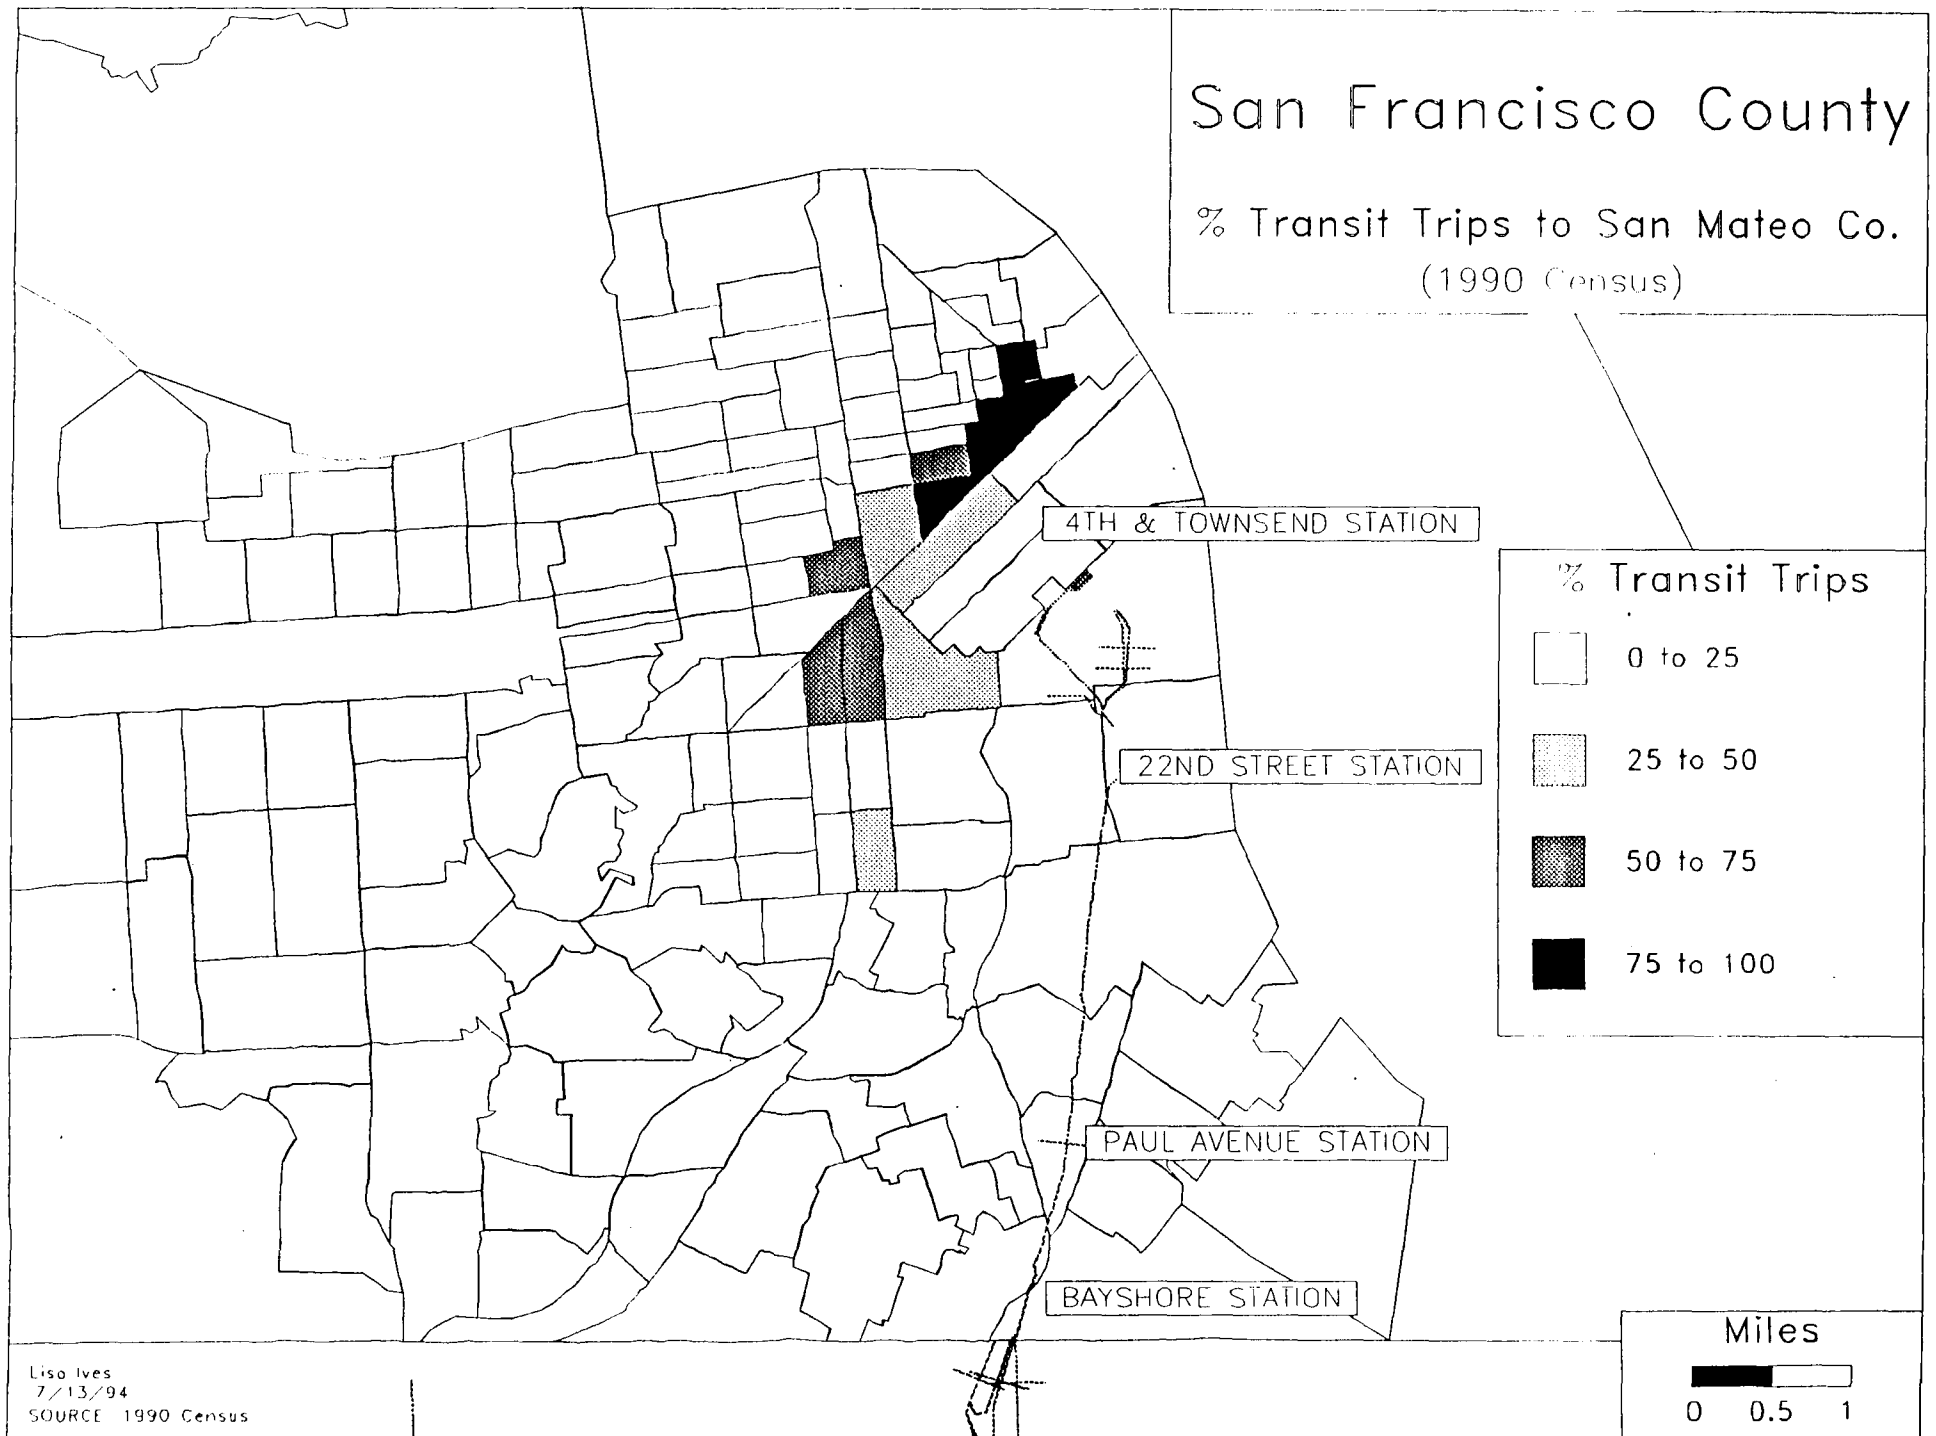 San Francisco County
% Transit Trips to San Mateo Co.
(1990 Census)
4TH & TOWNSEND STATION
% Transit Trips
0 to 25
22ND STREET STATION
25 to 50
50 to 75
75 to 100
PAUL AVENUE STATION
BAYSHORE STATION
Miles
0 0.5 1
Lisa Ives
7/13/94
SOURCE 1990 Census